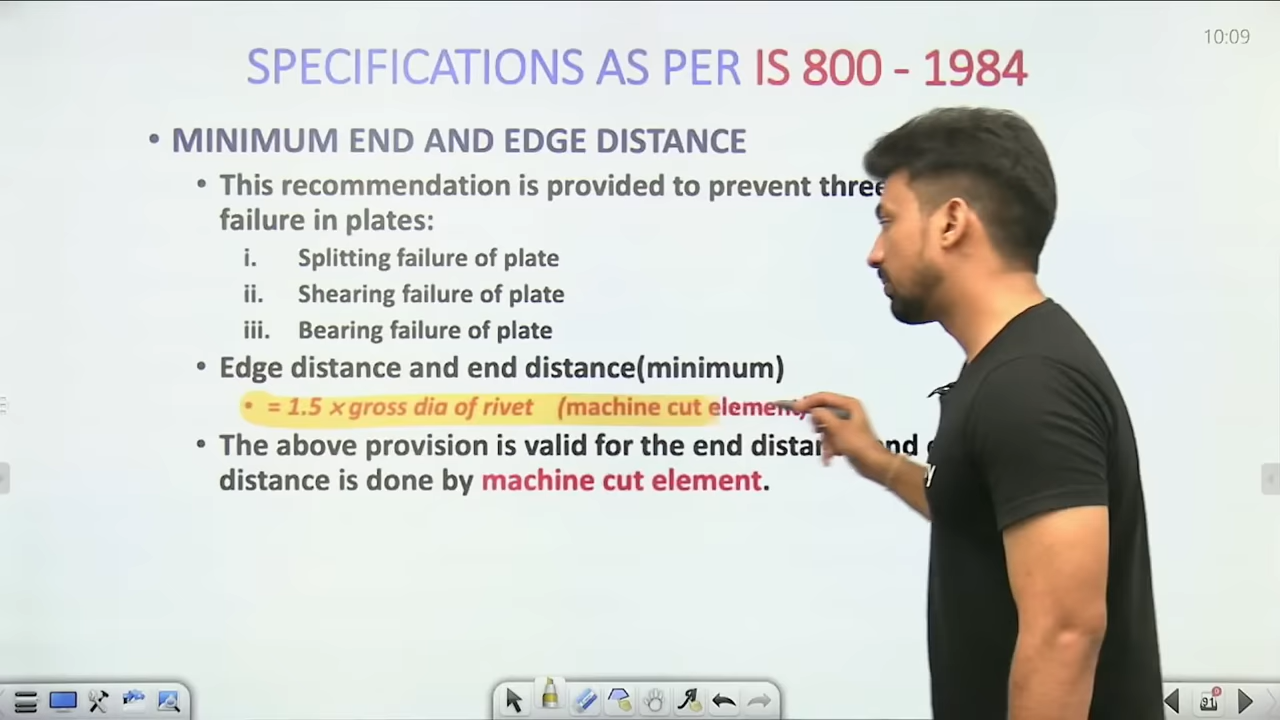 10:09
SPECIFICATIONS AS PER IS 800 - 1984
• MINIMUM END AND EDGE DISTANCE
• This recommendation is provided to prevent three
failure in plates:
i. Splitting failure of plate
ii. Shearing failure of plate
iii. Bearing failure of plate
• Edge distance and end distance(minimum)
• = 1.5 × gross dia of rivet (machine cut element)
• The above provision is valid for the end and
distance is done by machine cut element.
91